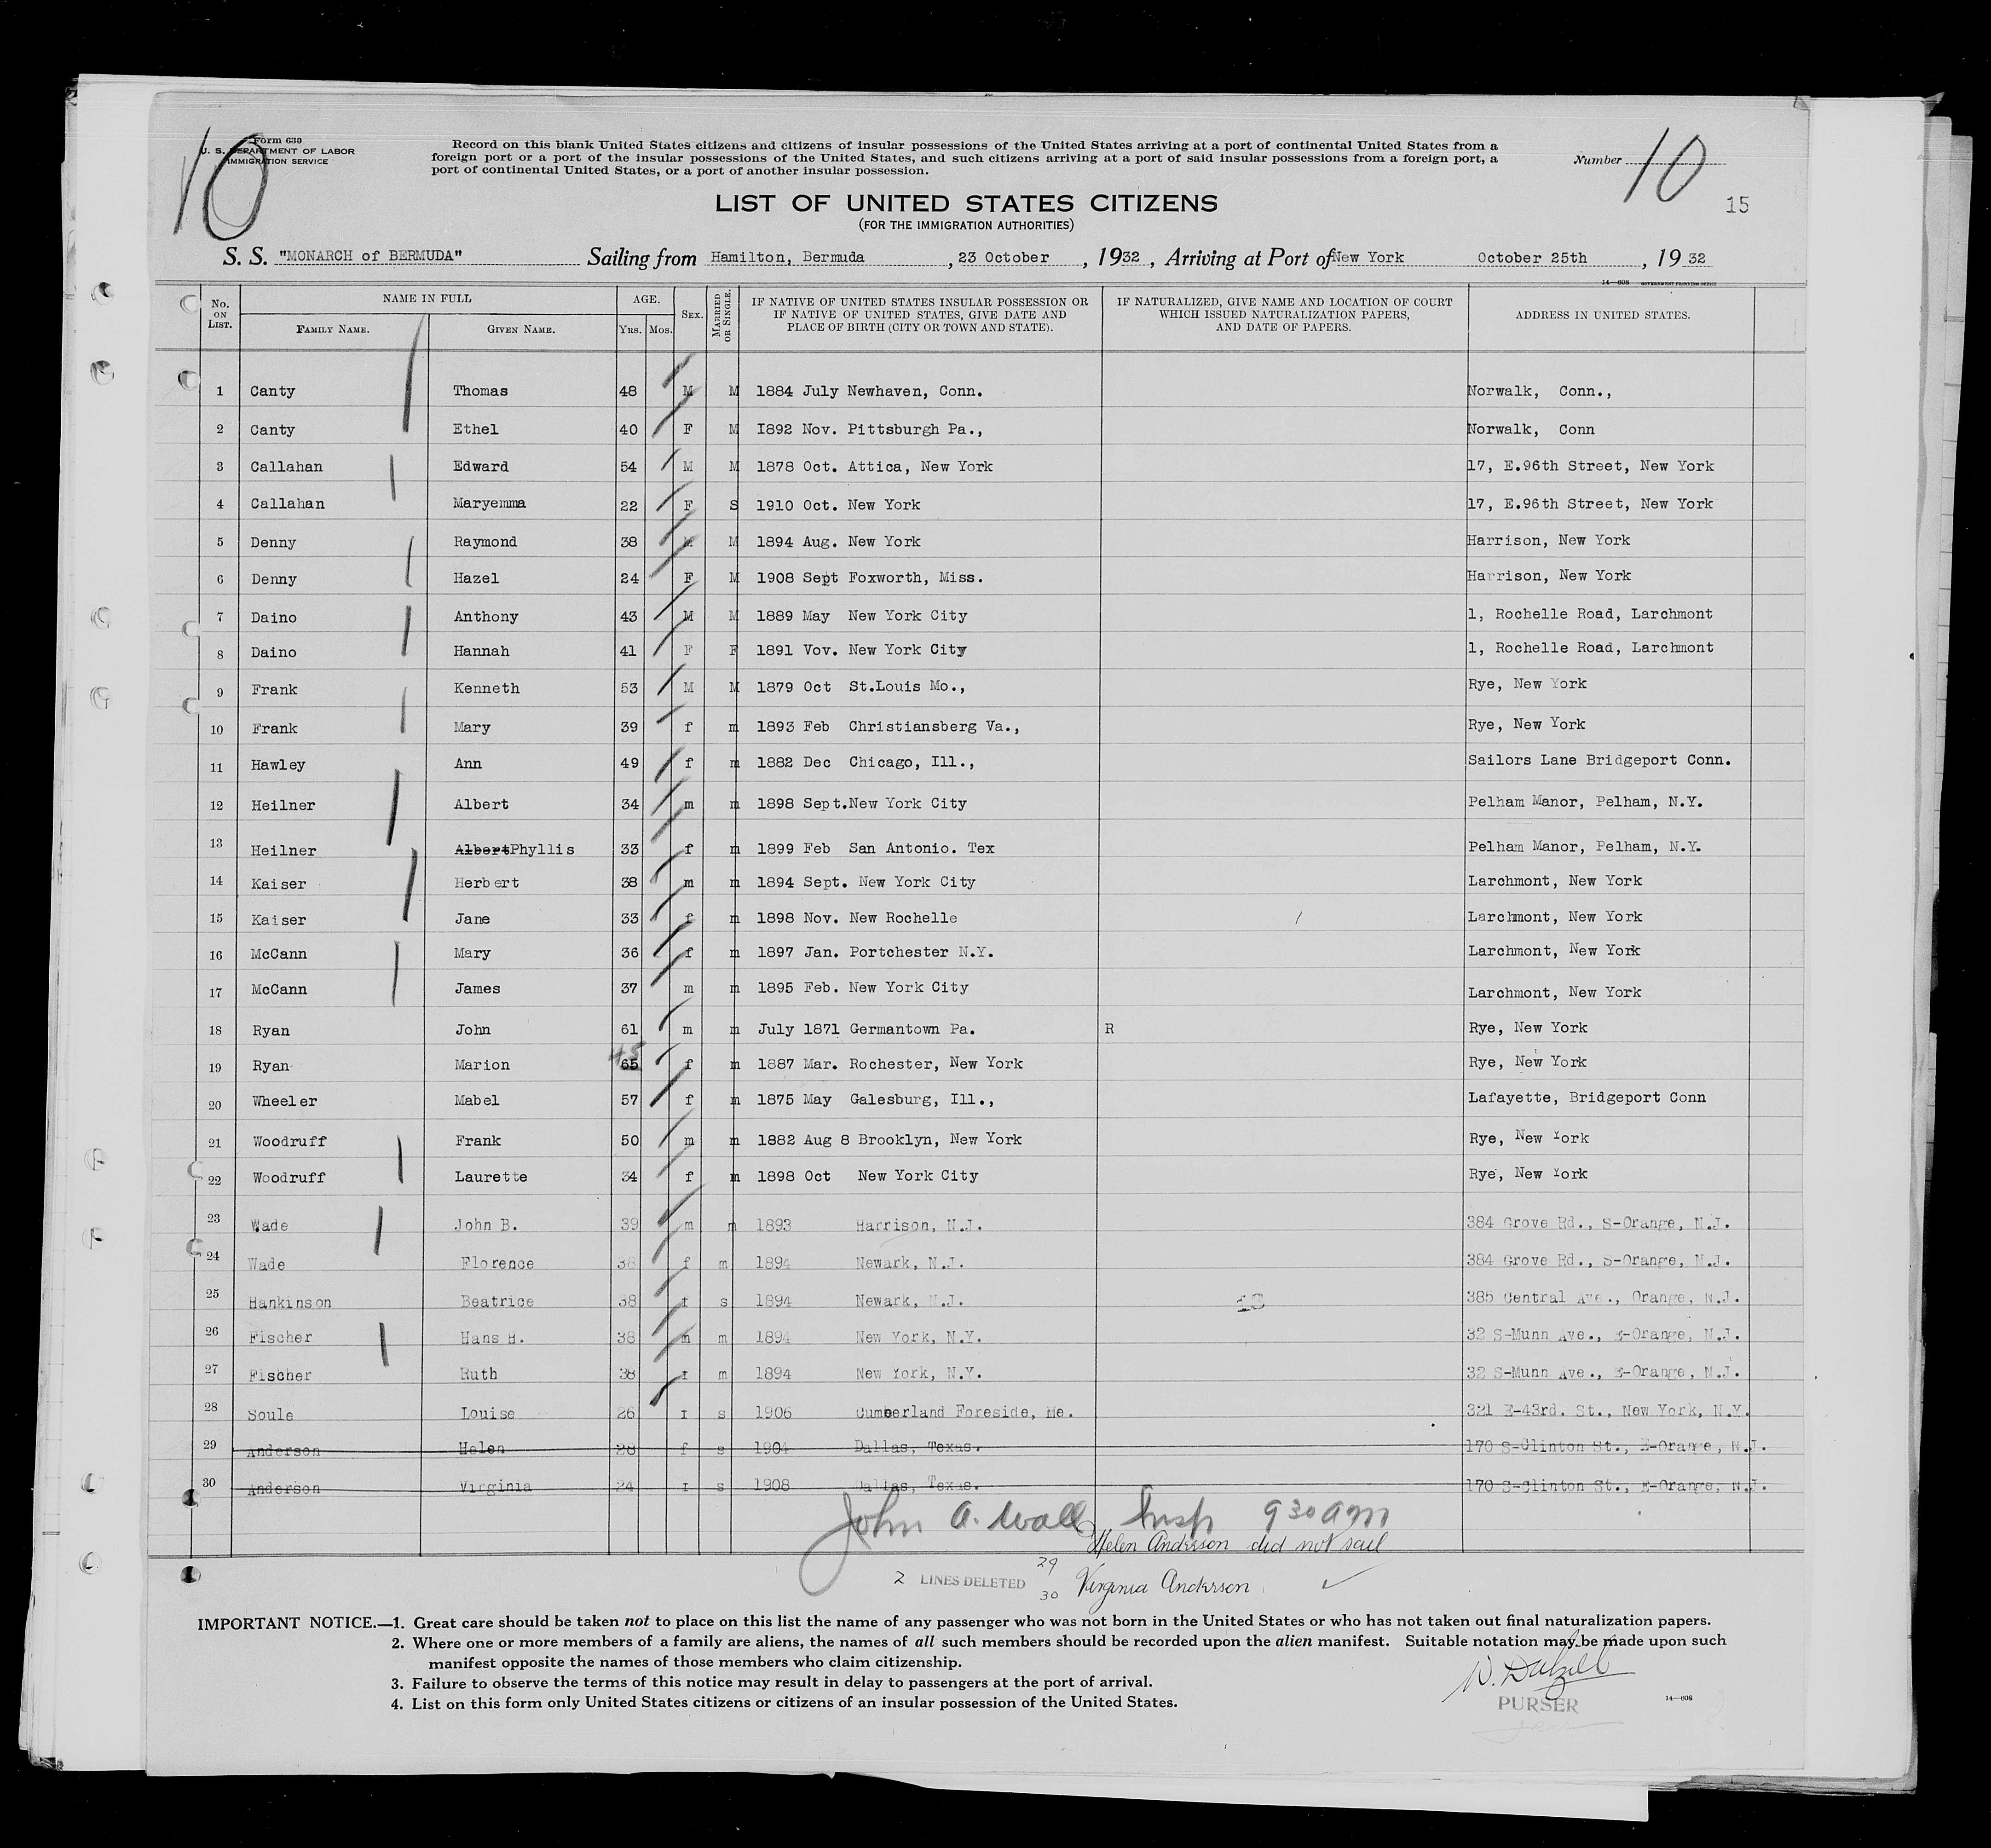 10
Form 630
U. S. DEPARTMENT OF LABOR
IMMIGRATION SERVICE
Record on this blank United States citizens and citizens of insular possessions of the United States arriving at a port of continental United States from a
foreign port or a port of the insular possessions of the United States, and such citizens arriving at a port of said insular possessions from a foreign port, a
port of continental United States, or a port of another insular possession.
Number 10
15
LIST OF UNITED STATES CITIZENS
(FOR THE IMMIGRATION AUTHORITIES)
S. S. "MONARCH of BERMUDA" Sailing from Hamilton, Bermuda, 23 October, 1932, Arriving at Port of New York October 25th, 1932
14—608 GOVERNMENT PRINTING OFFICE
No. ON LIST. NAME IN FULL FAMILY NAME. GIVEN NAME. AGE. YRS. MOS. SEX. MARRIED OR SINGLE. IF NATIVE OF UNITED STATES INSULAR POSSESSION OR IF NATIVE OF UNITED STATES, GIVE DATE AND PLACE OF BIRTH (CITY OR TOWN AND STATE). IF NATURALIZED, GIVE NAME AND LOCATION OF COURT WHICH ISSUED NATURALIZATION PAPERS, AND DATE OF PAPERS. ADDRESS IN UNITED STATES.
1 Canty Thomas 48 M M 1884 July Newhaven, Conn. Norwalk, Conn.,
2 Canty Ethel 40 F M I892 Nov. Pittsburgh Pa., Norwalk, Conn
3 Callahan Edward 54 M M 1878 Oct. Attica, New York 17, E.96th Street, New York
4 Callahan Maryemma 22 F S 1910 Oct. New York 17, E.96th Street, New York
5 Denny Raymond 38 M M 1894 Aug. New York Harrison, New York
6 Denny Hazel 24 F M 1908 Sept Foxworth, Miss. Harrison, New York
7 Daino Anthony 43 M M 1889 May New York City 1, Rochelle Road, Larchmont
8 Daino Hannah 41 F F 1891 Vov. New York City 1, Rochelle Road, Larchmont
9 Frank Kenneth 53 M M 1879 Oct St.Louis Mo., Rye, New York
10 Frank Mary 39 f m 1893 Feb Christiansberg Va., Rye, New York
11 Hawley Ann 49 f m 1882 Dec Chicago, Ill., Sailors Lane Bridgeport Conn.
12 Heilner Albert 34 m m 1898 Sept.New York City Pelham Manor, Pelham, N.Y.
13 Heilner AlbertPhyllis 33 f m 1899 Feb San Antonio. Tex Pelham Manor, Pelham, N.Y.
14 Kaiser Herbert 38 m m 1894 Sept. New York City Larchmont, New York
15 Kaiser Jane 33 f m 1898 Nov. New Rochelle Larchmont, New York
16 McCann Mary 36 f m 1897 Jan. Portchester N.Y. Larchmont, New York
17 McCann James 37 m m 1895 Feb. New York City Larchmont, New York
18 Ryan John 61 m m July 1871 Germantown Pa. R Rye, New York
19 Ryan Marion 65 45 f m 1887 Mar. Rochester, New York Rye, New York
20 Wheeler Mabel 57 f m 1875 May Galesburg, Ill., Lafayette, Bridgeport Conn
21 Woodruff Frank 50 m m 1882 Aug 8 Brooklyn, New York Rye, New York
22 Woodruff Laurette 34 f m 1898 Oct New York City Rye, New York
23 Wade John B. 39 m m 1893 Harrison, N.J. 384 Grove Rd., S-Orange, N.J.
24 Wade Florence 38 f m 1894 Newark, N.J. 384 Grove Rd., S-Orange, N.J.
25 Hankinson Beatrice 38 f s 1894 Newark, N.J. 385 Central Ave., Orange, N.J.
26 Fischer Hans H. 38 m m 1894 New York, N.Y. 32 S-Munn Ave., E-Orange, N.J.
27 Fischer Ruth 38 f m 1894 New York, N.Y. 32 S-Munn Ave., E-Orange, N.J.
28 Soule Louise 26 f s 1906 Cumberland Foreside, Me. 321 E-43rd. St., New York, N.Y.
29 Anderson Helen 28 f s 1904 Dallas, Texas. 170 S-Clinton St., E-Orange, N.J.
30 Anderson Virginia 24 f s 1908 Dallas, Texas. 170 S-Clinton St., E-Orange, N.J.
John A. Wall Insp 930 am
29 Helen Anderson did not sail
2 LINES DELETED
30 Virginia Anderson
IMPORTANT NOTICE.—1. Great care should be taken not to place on this list the name of any passenger who was not born in the United States or who has not taken out final naturalization papers.
2. Where one or more members of a family are aliens, the names of all such members should be recorded upon the alien manifest. Suitable notation may be made upon such
manifest opposite the names of those members who claim citizenship.
3. Failure to observe the terms of this notice may result in delay to passengers at the port of arrival.
4. List on this form only United States citizens or citizens of an insular possession of the United States.
PURSER
14—608